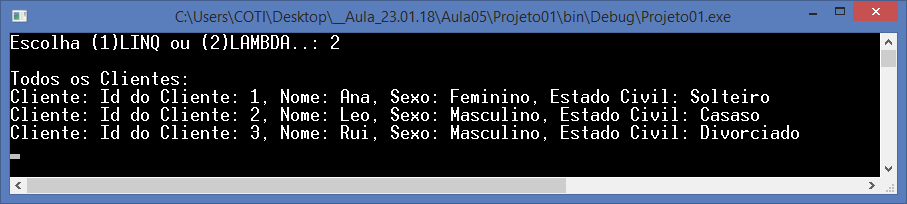 C:\Users\COTI\Desktop\__Aula_23.01.18\Aula05\Projeto01\bin\Debug\Projeto01.exe
Escolha (1)LINQ ou (2)LAMBDA..: 2
Todos os Clientes:
Cliente: Id do Cliente: 1, Nome: Ana, Sexo: Feminino, Estado Civil: Solteiro
Cliente: Id do Cliente: 2, Nome: Leo, Sexo: Masculino, Estado Civil: Casaso
Cliente: Id do Cliente: 3, Nome: Rui, Sexo: Masculino, Estado Civil: Divorciado